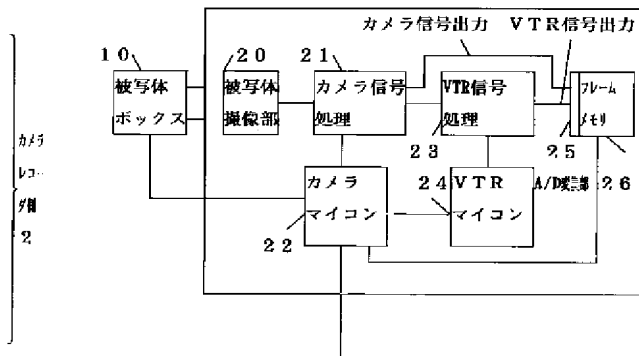 カメラ信号出力 VTR信号出力
10
20
21
被写体
ボックス
被写体
撮像部
カメラ信号
処理
VTR信号
処理
フレーム
メモリ
23
25
カメラ
レコー
ダ側
2
カメラ
マイコン
24
VTR
マイコン
A/D変換部
26
22